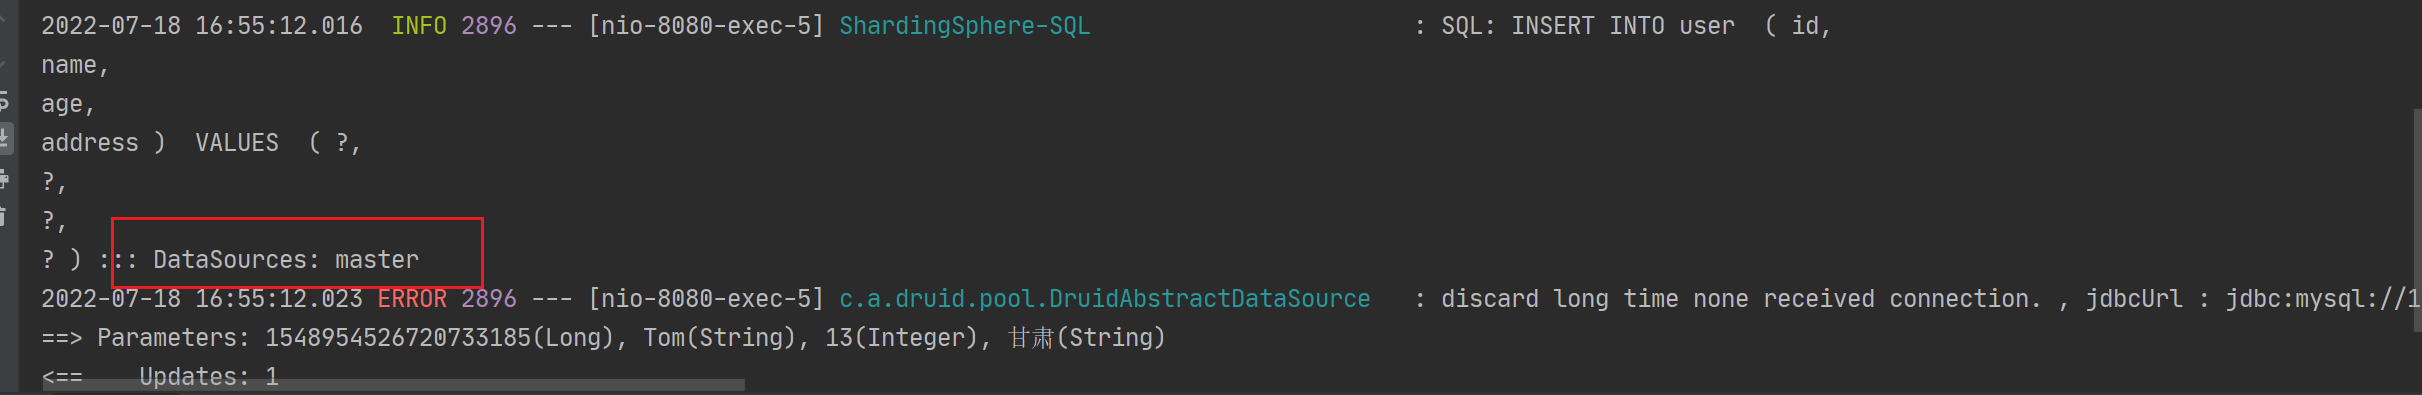 2022-07-18 16:55:12.016  INFO 2896 --- [nio-8080-exec-5] ShardingSphere-SQL                       : SQL: INSERT INTO user  ( id,
name,
age,
address )  VALUES  ( ?,
?,
?,
? ) ::: DataSources: master
2022-07-18 16:55:12.023 ERROR 2896 --- [nio-8080-exec-5] c.a.druid.pool.DruidAbstractDataSource   : discard long time none received connection. , jdbcUrl : jdbc:mysql://1
==> Parameters: 1548954526720733185(Long), Tom(String), 13(Integer), 甘肃(String)
<==    Updates: 1